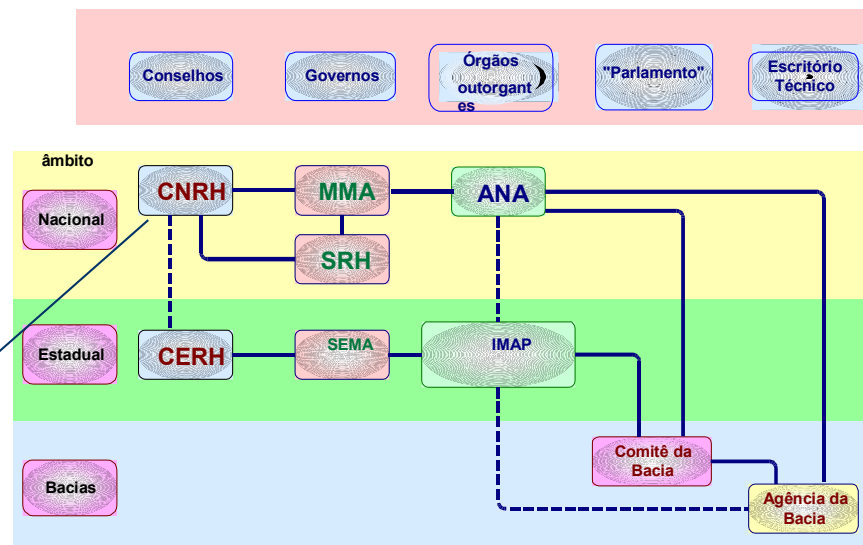 Conselhos
Governos
Órgãos
outorgant
es
"Parlamento"
Escritório
Técnico
âmbito
Nacional
CNRH
MMA
ANA
SRH
Estadual
CERH
SEMA
IMAP
Bacias
Comitê da
Bacia
Agência da
Bacia